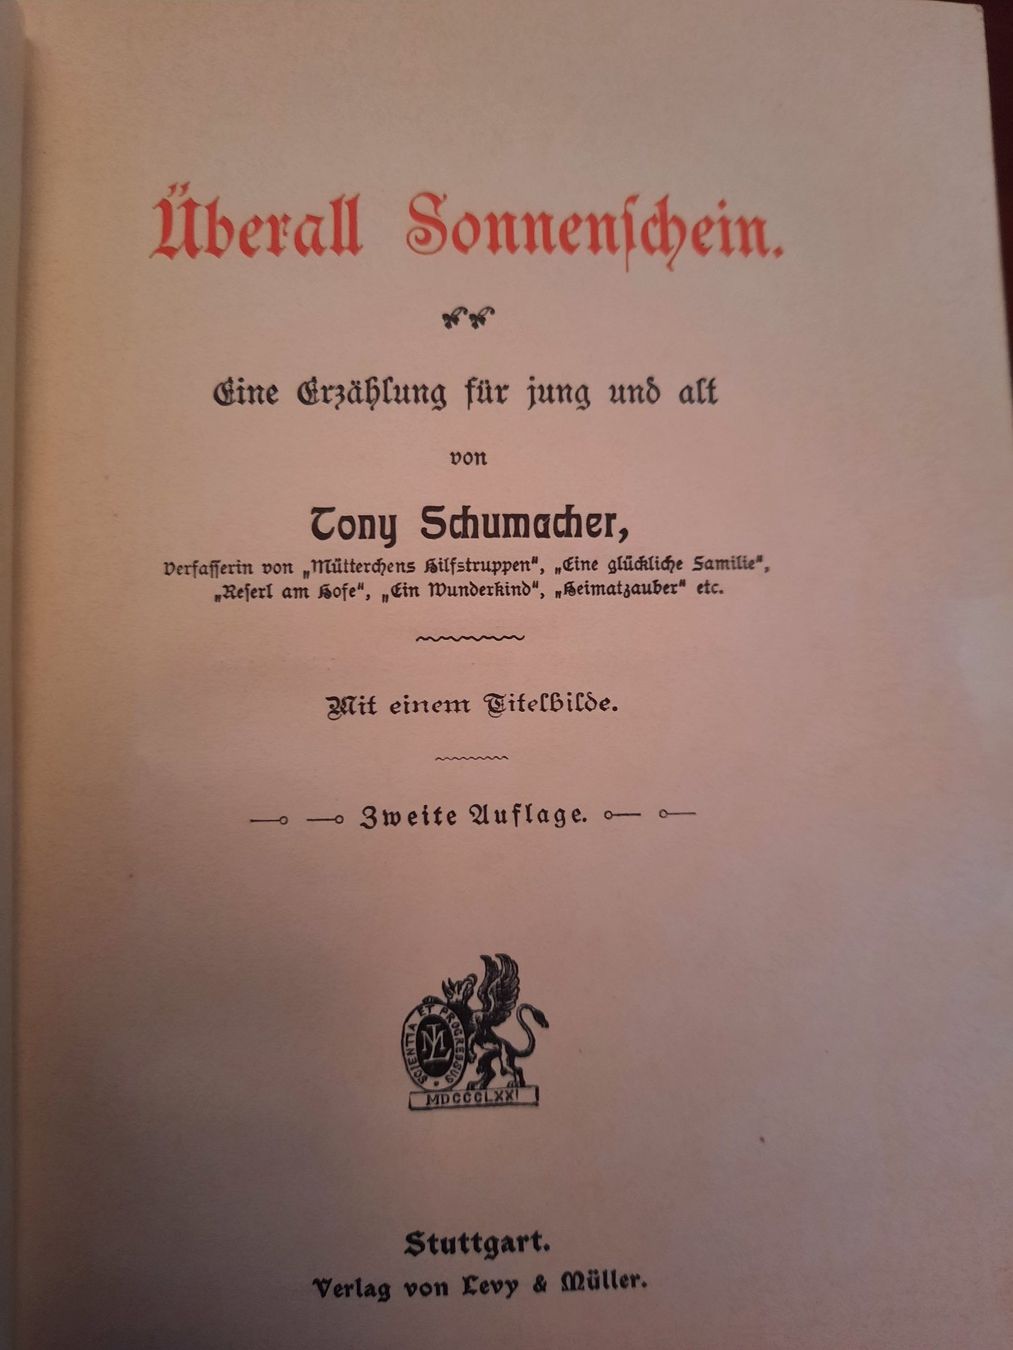 Überall Sonnenschein.
Eine Erzählung für jung und alt
von
Tony Schumacher,
Verfasserin von „Mütterchens Hilfstruppen“, „Eine glückliche Familie“,
„Reserl am Hofe“, „Ein Wunderkind“, „Heimatzauber“ etc.
Mit einem Titelbilde.
Zweite Auflage.
SCIENTIA ET PROGRESSUS
LM
MDCCCLXXI
Stuttgart.
Verlag von Levy & Müller.